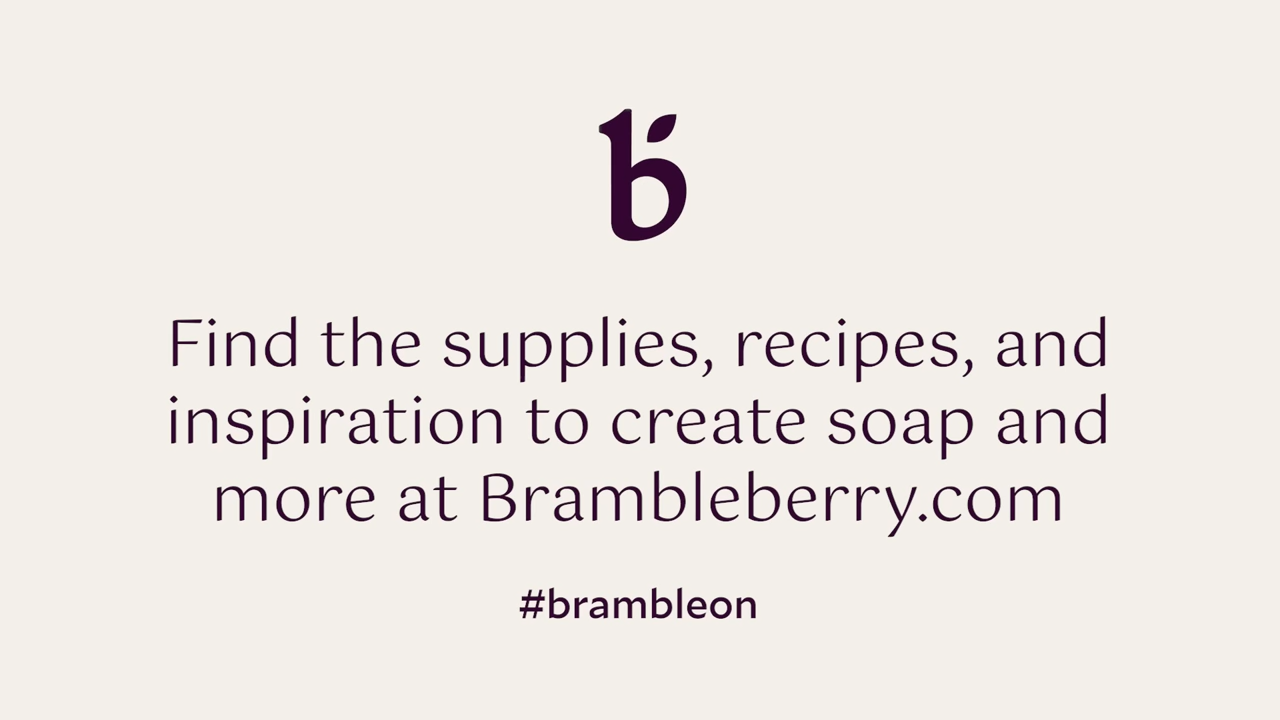 b
Find the supplies, recipes, and
inspiration to create soap and
more at Brambleberry.com
#brambleon